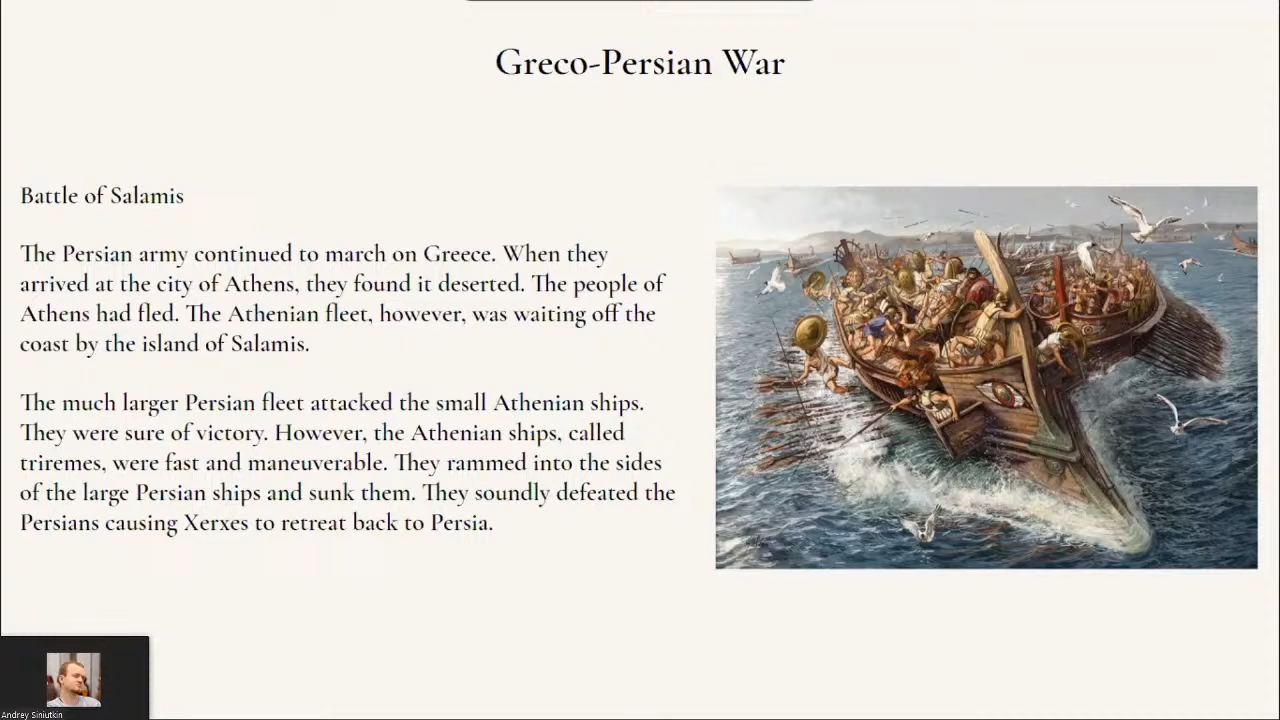 Greco-Persian War
Battle of Salamis
The Persian army continued to march on Greece. When they
arrived at the city of Athens, they found it deserted. The people of
Athens had fled. The Athenian fleet, however, was waiting off the
coast by the island of Salamis.
The much larger Persian fleet attacked the small Athenian ships.
They were sure of victory. However, the Athenian ships, called
triremes, were fast and maneuverable. They rammed into the sides
of the large Persian ships and sunk them. They soundly defeated the
Persians causing Xerxes to retreat back to Persia.
Andrey Siniutkin